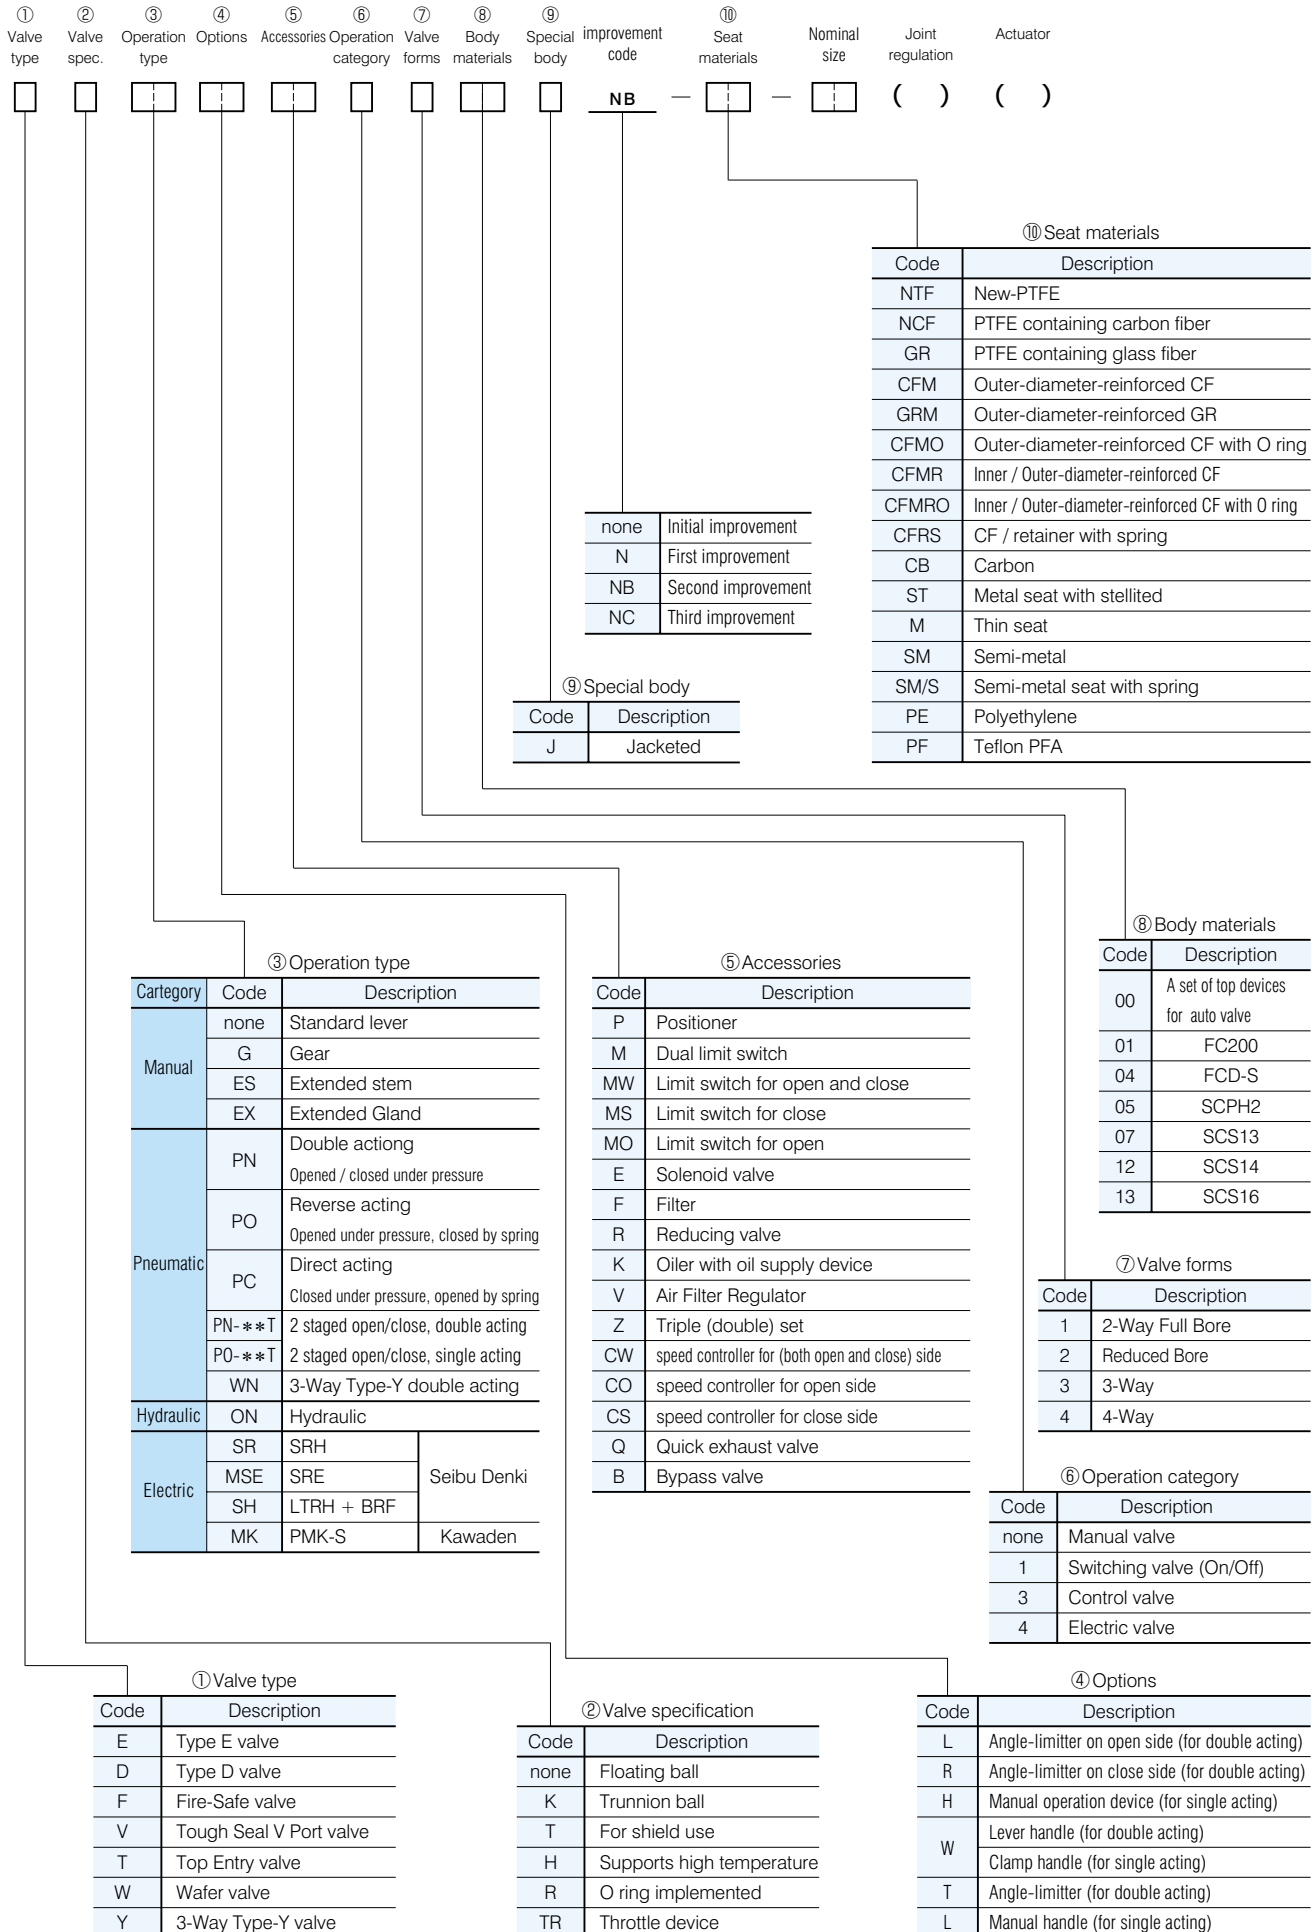 ① ② ③ ④ ⑤ ⑥ ⑦ ⑧ ⑨ ⑩
Valve type
Valve spec.
Operation type
Options
Accessories
Operation category
Valve forms
Body materials
Special body
improvement code
Seat materials
Nominal size
Joint regulation
Actuator
NB — — ( ) ( )
⑩Seat materials
Code Description
NTF New-PTFE
NCF PTFE containing carbon fiber
GR PTFE containing glass fiber
CFM Outer-diameter-reinforced CF
GRM Outer-diameter-reinforced GR
CFMO Outer-diameter-reinforced CF with O ring
CFMR Inner / Outer-diameter-reinforced CF
CFMRO Inner / Outer-diameter-reinforced CF with O ring
CFRS CF / retainer with spring
CB Carbon
ST Metal seat with stellited
M Thin seat
SM Semi-metal
SM/S Semi-metal seat with spring
PE Polyethylene
PF Teflon PFA
none Initial improvement
N First improvement
NB Second improvement
NC Third improvement
⑨Special body
Code Description
J Jacketed
⑧Body materials
Code Description
00 A set of top devices
for auto valve
01 FC200
04 FCD-S
05 SCPH2
07 SCS13
12 SCS14
13 SCS16
③Operation type
Cartegory Code Description
Manual
none Standard lever
G Gear
ES Extended stem
EX Extended Gland
Pneumatic
PN Double actiong
Opened / closed under pressure
PO Reverse acting
Opened under pressure, closed by spring
PC Direct acting
Closed under pressure, opened by spring
PN-**T 2 staged open/close, double acting
PO-**T 2 staged open/close, single acting
WN 3-Way Type-Y double acting
Hydraulic ON Hydraulic
Electric
SR SRH
MSE SRE Seibu Denki
SH LTRH + BRF
MK PMK-S Kawaden
⑤Accessories
Code Description
P Positioner
M Dual limit switch
MW Limit switch for open and close
MS Limit switch for close
MO Limit switch for open
E Solenoid valve
F Filter
R Reducing valve
K Oiler with oil supply device
V Air Filter Regulator
Z Triple (double) set
CW speed controller for (both open and close) side
CO speed controller for open side
CS speed controller for close side
Q Quick exhaust valve
B Bypass valve
⑦Valve forms
Code Description
1 2-Way Full Bore
2 Reduced Bore
3 3-Way
4 4-Way
⑥Operation category
Code Description
none Manual valve
1 Switching valve (On/Off)
3 Control valve
4 Electric valve
①Valve type
Code Description
E Type E valve
D Type D valve
F Fire-Safe valve
V Tough Seal V Port valve
T Top Entry valve
W Wafer valve
Y 3-Way Type-Y valve
②Valve specification
Code Description
none Floating ball
K Trunnion ball
T For shield use
H Supports high temperature
R O ring implemented
TR Throttle device
④Options
Code Description
L Angle-limitter on open side (for double acting)
R Angle-limitter on close side (for double acting)
H Manual operation device (for single acting)
W Lever handle (for double acting)
Clamp handle (for single acting)
T Angle-limitter (for double acting)
L Manual handle (for single acting)